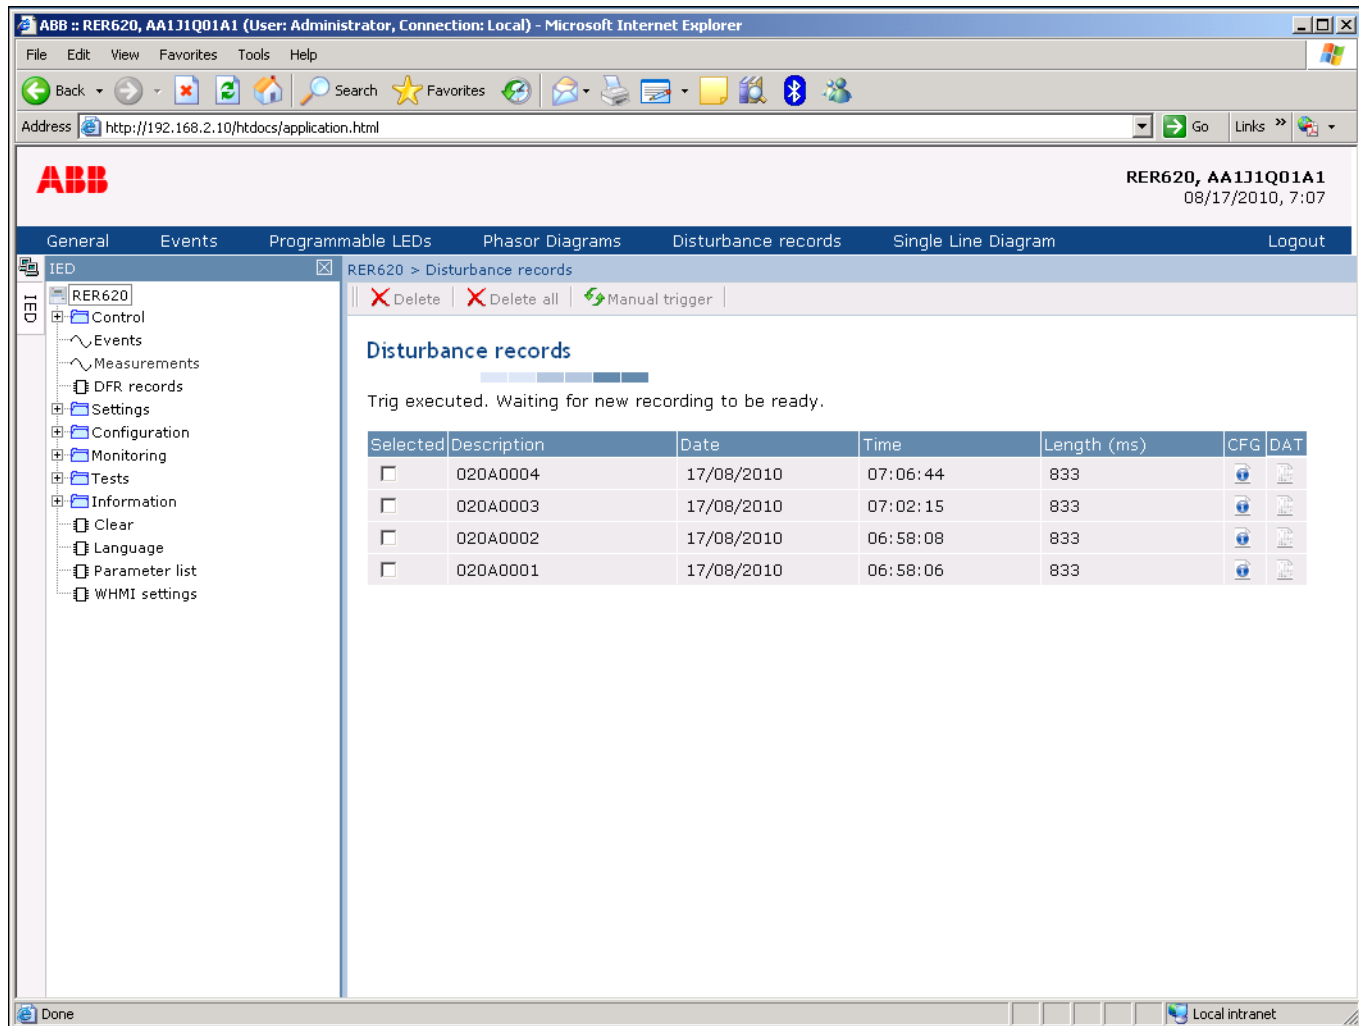 ABB :: RER620, AA1J1Q01A1 (User: Administrator, Connection: Local) - Microsoft Internet Explorer
File Edit View Favorites Tools Help
Back Search Favorites
Address http://192.168.2.10/htdocs/application.html Go Links »
ABB
RER620, AA1J1Q01A1
08/17/2010, 7:07
General Events Programmable LEDs Phasor Diagrams Disturbance records Single Line Diagram Logout
IED
IED
RER620
Control
Events
Measurements
DFR records
Settings
Configuration
Monitoring
Tests
Information
Clear
Language
Parameter list
WHMI settings
RER620 > Disturbance records
Delete Delete all Manual trigger
Disturbance records
Trig executed. Waiting for new recording to be ready.
Selected Description Date Time Length (ms) CFG DAT
020A0004 17/08/2010 07:06:44 833
020A0003 17/08/2010 07:02:15 833
020A0002 17/08/2010 06:58:08 833
020A0001 17/08/2010 06:58:06 833
Done Local intranet